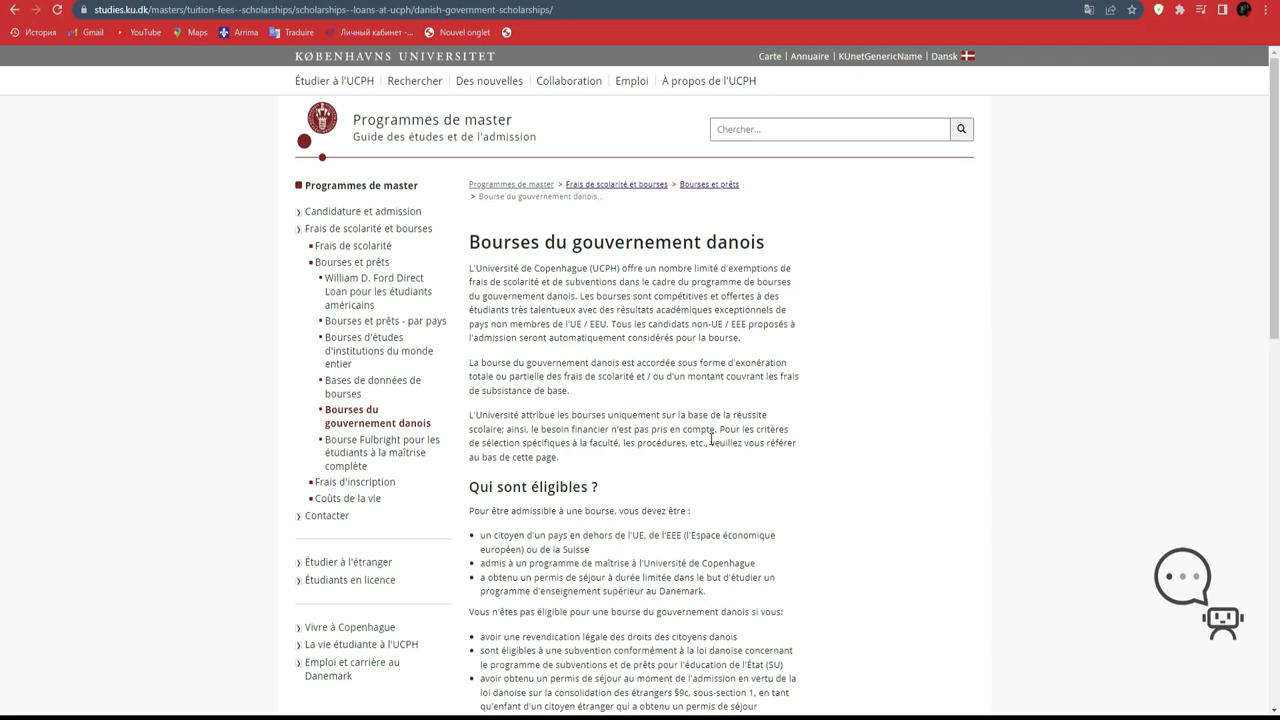 studies.ku.dk/masters/tuition-fees--scholarships/scholarships--loans-at-ucph/danish-government-scholarships/
История
Gmail
YouTube
Maps
Arrima
Traduire
Личный кабинет -...
Nouvel onglet
KØBENHAVNS UNIVERSITET
Carte | Annuaire | KUnetGenericName | Dansk
Étudier à l'UCPH | Rechercher | Des nouvelles | Collaboration | Emploi | À propos de l'UCPH
Programmes de master
Guide des études et de l'admission
Chercher...
Programmes de master
Candidature et admission
Frais de scolarité et bourses
Frais de scolarité
Bourses et prêts
William D. Ford Direct
Loan pour les étudiants
américains
Bourses et prêts - par pays
Bourses d'études
d'institutions du monde
entier
Bases de données de
bourses
Bourses du
gouvernement danois
Bourse Fulbright pour les
étudiants à la maîtrise
complète
Frais d'inscription
Coûts de la vie
Contacter
Étudier à l'étranger
Étudiants en licence
Vivre à Copenhague
La vie étudiante à l'UCPH
Emploi et carrière au
Danemark
Programmes de master > Frais de scolarité et bourses > Bourses et prêts
> Bourse du gouvernement danois...
Bourses du gouvernement danois
L'Université de Copenhague (UCPH) offre un nombre limité d'exemptions de
frais de scolarité et de subventions dans le cadre du programme de bourses
du gouvernement danois. Les bourses sont compétitives et offertes à des
étudiants très talentueux avec des résultats académiques exceptionnels de
pays non membres de l'UE / EEU. Tous les candidats non-UE / EEE proposés à
l'admission seront automatiquement considérés pour la bourse.
La bourse du gouvernement danois est accordée sous forme d'exonération
totale ou partielle des frais de scolarité et / ou d'un montant couvrant les frais
de subsistance de base.
L'Université attribue les bourses uniquement sur la base de la réussite
scolaire; ainsi, le besoin financier n'est pas pris en compte. Pour les critères
de sélection spécifiques à la faculté, les procédures, etc., veuillez vous référer
au bas de cette page.
Qui sont éligibles ?
Pour être admissible à une bourse, vous devez être :
un citoyen d'un pays en dehors de l'UE, de l'EEE (l'Espace économique
européen) ou de la Suisse
admis à un programme de maîtrise à l'Université de Copenhague
a obtenu un permis de séjour à durée limitée dans le but d'étudier un
programme d'enseignement supérieur au Danemark.
Vous n'êtes pas éligible pour une bourse du gouvernement danois si vous:
avoir une revendication légale des droits des citoyens danois
sont éligibles à une subvention conformément à la loi danoise concernant
le programme de subventions et de prêts pour l'éducation de l'État (SU)
avoir obtenu un permis de séjour au moment de l'admission en vertu de la
loi danoise sur la consolidation des étrangers §9c, sous-section 1, en tant
qu'enfant d'un citoyen étranger qui a obtenu un permis de séjour